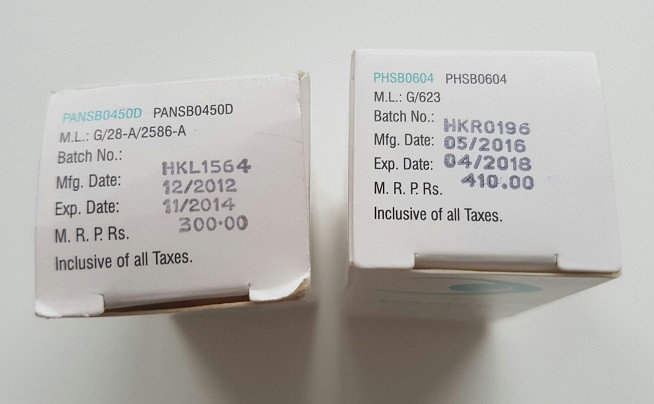 PANSB0450D PANSB0450D
M.L.: G/28-A/2586-A
Batch No.: HKL1564
Mfg. Date: 12/2012
Exp. Date: 11/2014
M. R. P. Rs. 300.00
Inclusive of all Taxes.
PHSB0604 PHSB0604
M.L.: G/623
Batch No.: HKR0196
Mfg. Date: 05/2016
Exp. Date: 04/2018
M. R. P. Rs. 410.00
Inclusive of all Taxes.